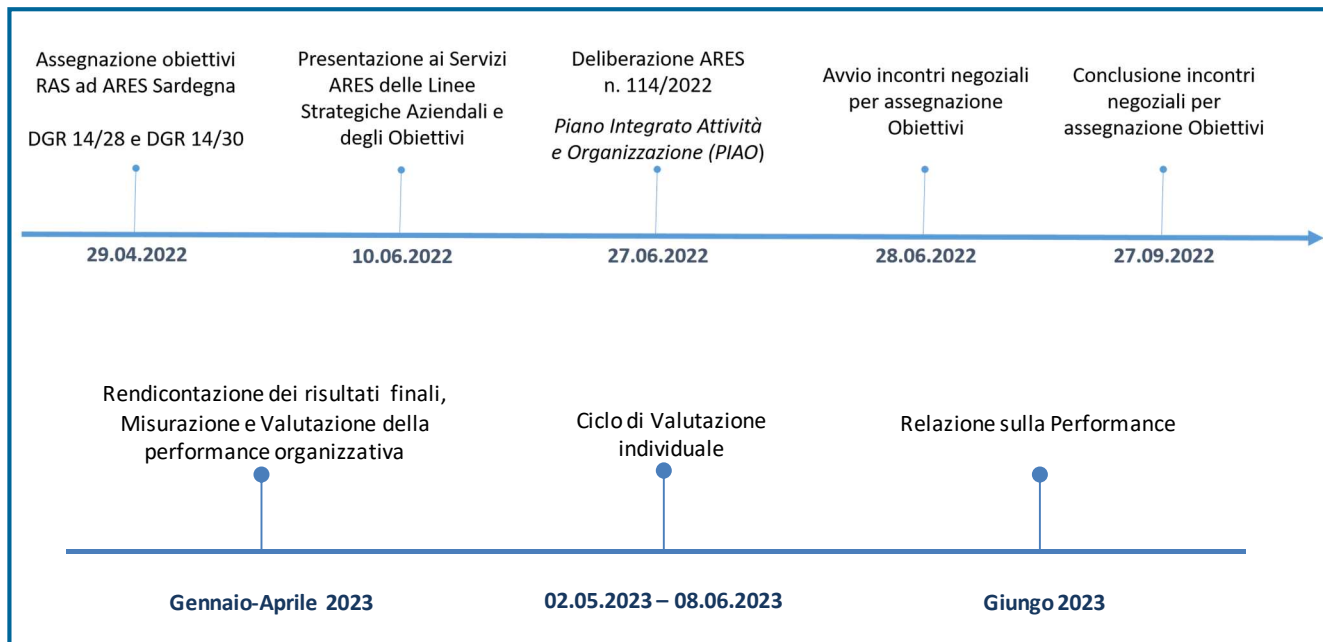 Assegnazione obiettivi
RAS ad ARES Sardegna
DGR 14/28 e DGR 14/30
Presentazione ai Servizi
ARES delle Linee
Strategiche Aziendali e
degli Obiettivi
Deliberazione ARES
n. 114/2022
Piano Integrato Attività
e Organizzazione (PIAO)
Avvio incontri negoziali
per assegnazione
Obiettivi
Conclusione incontri
negoziali per
assegnazione Obiettivi
29.04.2022
10.06.2022
27.06.2022
28.06.2022
27.09.2022
Rendicontazione dei risultati finali,
Misurazione e Valutazione della
performance organizzativa
Ciclo di Valutazione
individuale
Relazione sulla Performance
Gennaio-Aprile 2023
02.05.2023 – 08.06.2023
Giungo 2023